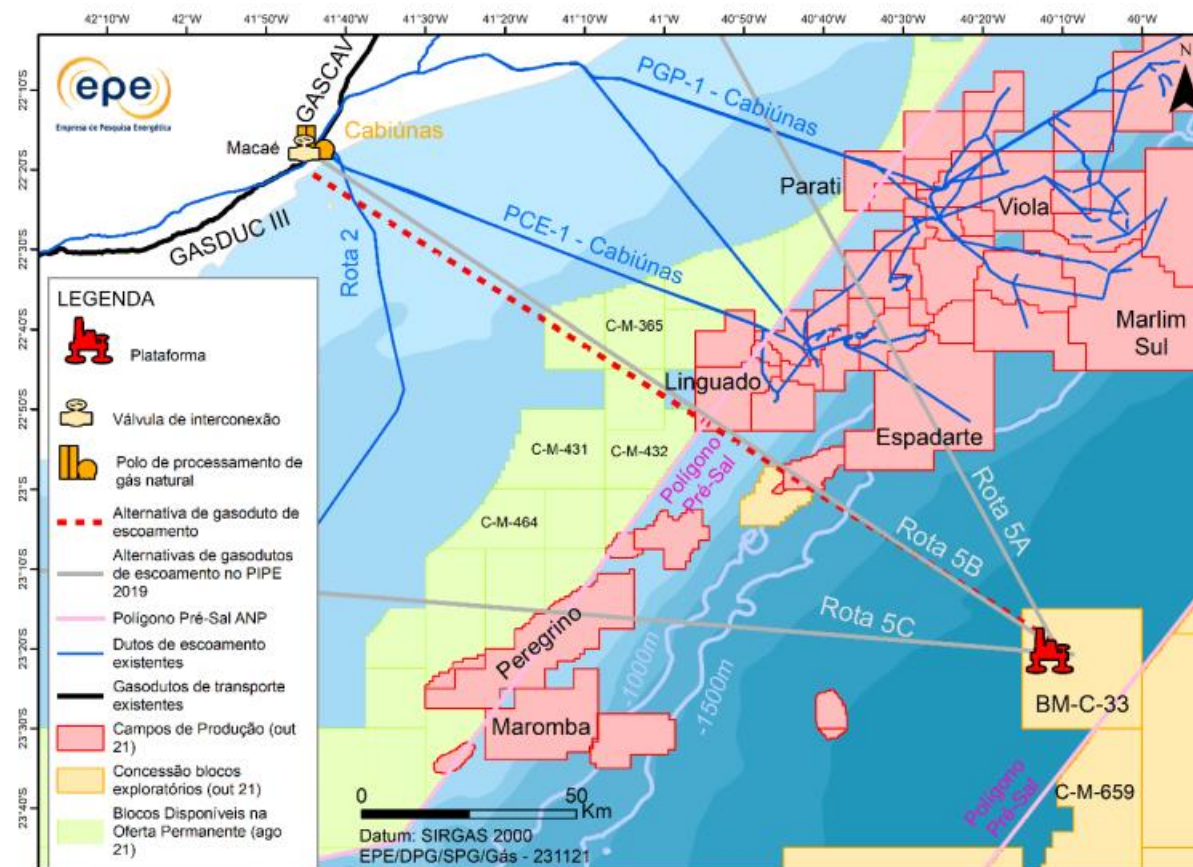 42°10'W 42°0'W 41°50'W 41°40'W 41°30'W 41°20'W 41°10'W 41°0'W 40°50'W 40°40'W 40°30'W 40°20'W 40°10'W 40°0'W
22°10'S
22°20'S
22°30'S
22°40'S
22°50'S
23°S
23°10'S
23°20'S
23°30'S
23°40'S
epe
Empresa de Pesquisa Energética
N
GASCAV
Macaé
Cabiúnas
GASDUC III
Rota 2
PGP-1 - Cabiúnas
PCE-1 - Cabiúnas
Parati
Viola
Marlim
Sul
C-M-365
Linguado
Espadarte
C-M-431
C-M-432
C-M-464
Polígono
Pré-Sal
Rota 5A
Rota 5B
Rota 5C
Peregrino
Maromba
-1000m
-1500m
BM-C-33
C-M-659
Polígono
Pré-Sal
LEGENDA
Plataforma
Válvula de interconexão
Polo de processamento de
gás natural
Alternativa de gasoduto de
escoamento
Alternativas de gasodutos
de escoamento no PIPE
2019
Polígono Pré-Sal ANP
Dutos de escoamento
existentes
Gasodutos de transporte
existentes
Campos de Produção (out
21)
Concessão blocos
exploratórios (out 21)
Blocos Disponíveis na
Oferta Permanente (ago
21)
0 50
Km
Datum: SIRGAS 2000
EPE/DPG/SPG/Gás - 231121